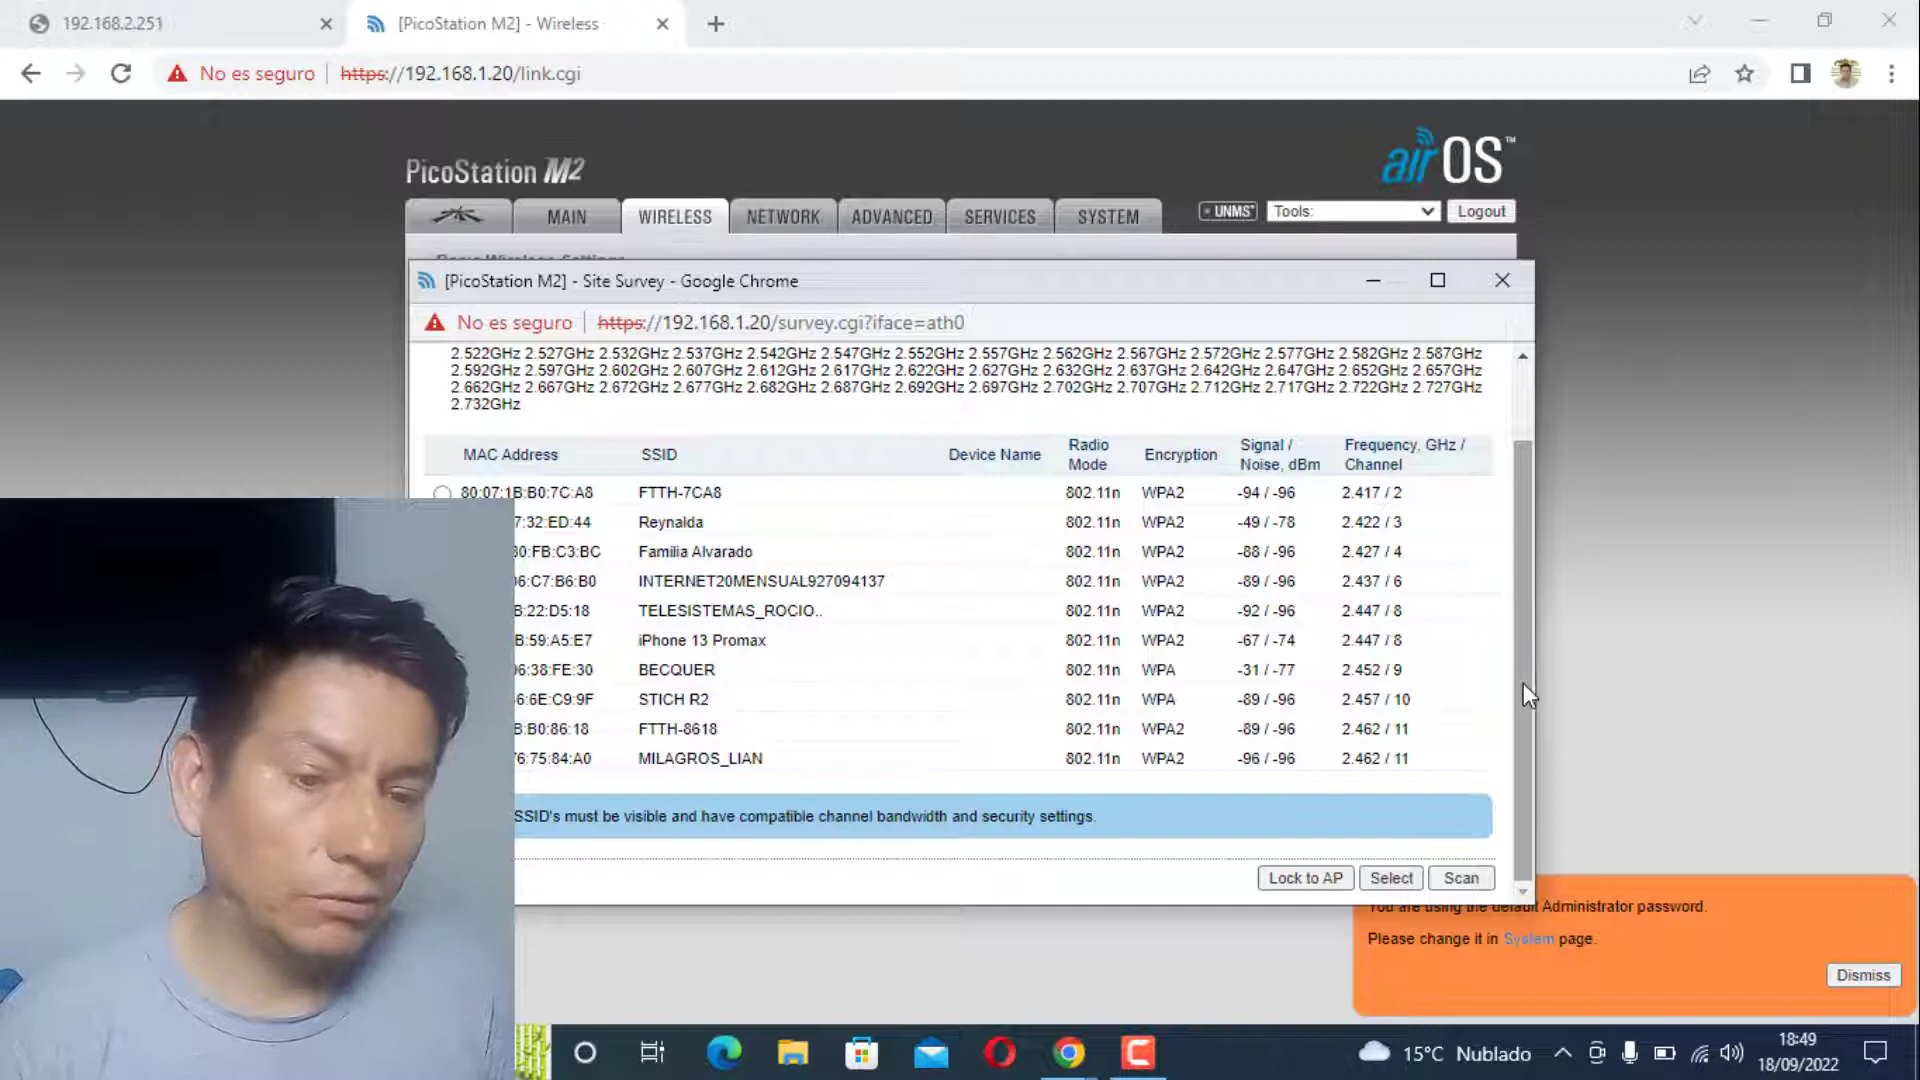 192.168.2.251
[PicoStation M2] - Wireless
No es seguro
https://192.168.1.20/link.cgi
PicoStation M2
airOS™
MAIN
WIRELESS
NETWORK
ADVANCED
SERVICES
SYSTEM
UNMS™
Tools:
Logout
[PicoStation M2] - Site Survey - Google Chrome
No es seguro
https://192.168.1.20/survey.cgi?iface=ath0
2.522GHz 2.527GHz 2.532GHz 2.537GHz 2.542GHz 2.547GHz 2.552GHz 2.557GHz 2.562GHz 2.567GHz 2.572GHz 2.577GHz 2.582GHz 2.587GHz
2.592GHz 2.597GHz 2.602GHz 2.607GHz 2.612GHz 2.617GHz 2.622GHz 2.627GHz 2.632GHz 2.637GHz 2.642GHz 2.647GHz 2.652GHz 2.657GHz
2.662GHz 2.667GHz 2.672GHz 2.677GHz 2.682GHz 2.687GHz 2.692GHz 2.697GHz 2.702GHz 2.707GHz 2.712GHz 2.717GHz 2.722GHz 2.727GHz
2.732GHz
MAC Address SSID Device Name Radio Mode Encryption Signal / Noise, dBm Frequency, GHz / Channel
80:07:1B:B0:7C:A8 FTTH-7CA8 802.11n WPA2 -94 / -96 2.417 / 2
7:32:ED:44 Reynalda 802.11n WPA2 -49 / -78 2.422 / 3
0:FB:C3:BC Familia Alvarado 802.11n WPA2 -88 / -96 2.427 / 4
6:C7:B6:B0 INTERNET20MENSUAL927094137 802.11n WPA2 -89 / -96 2.437 / 6
B:22:D5:18 TELESISTEMAS_ROCIO.. 802.11n WPA2 -92 / -96 2.447 / 8
B:59:A5:E7 iPhone 13 Promax 802.11n WPA2 -67 / -74 2.447 / 8
6:38:FE:30 BECQUER 802.11n WPA -31 / -77 2.452 / 9
6:6E:C9:9F STICH R2 802.11n WPA -89 / -96 2.457 / 10
B:B0:86:18 FTTH-8618 802.11n WPA2 -89 / -96 2.462 / 11
6:75:84:A0 MILAGROS_LIAN 802.11n WPA2 -96 / -96 2.462 / 11
SSID's must be visible and have compatible channel bandwidth and security settings.
Lock to AP
Select
Scan
You are using the default Administrator password.
Please change it in System page.
Dismiss
15°C Nublado
18:49
18/09/2022